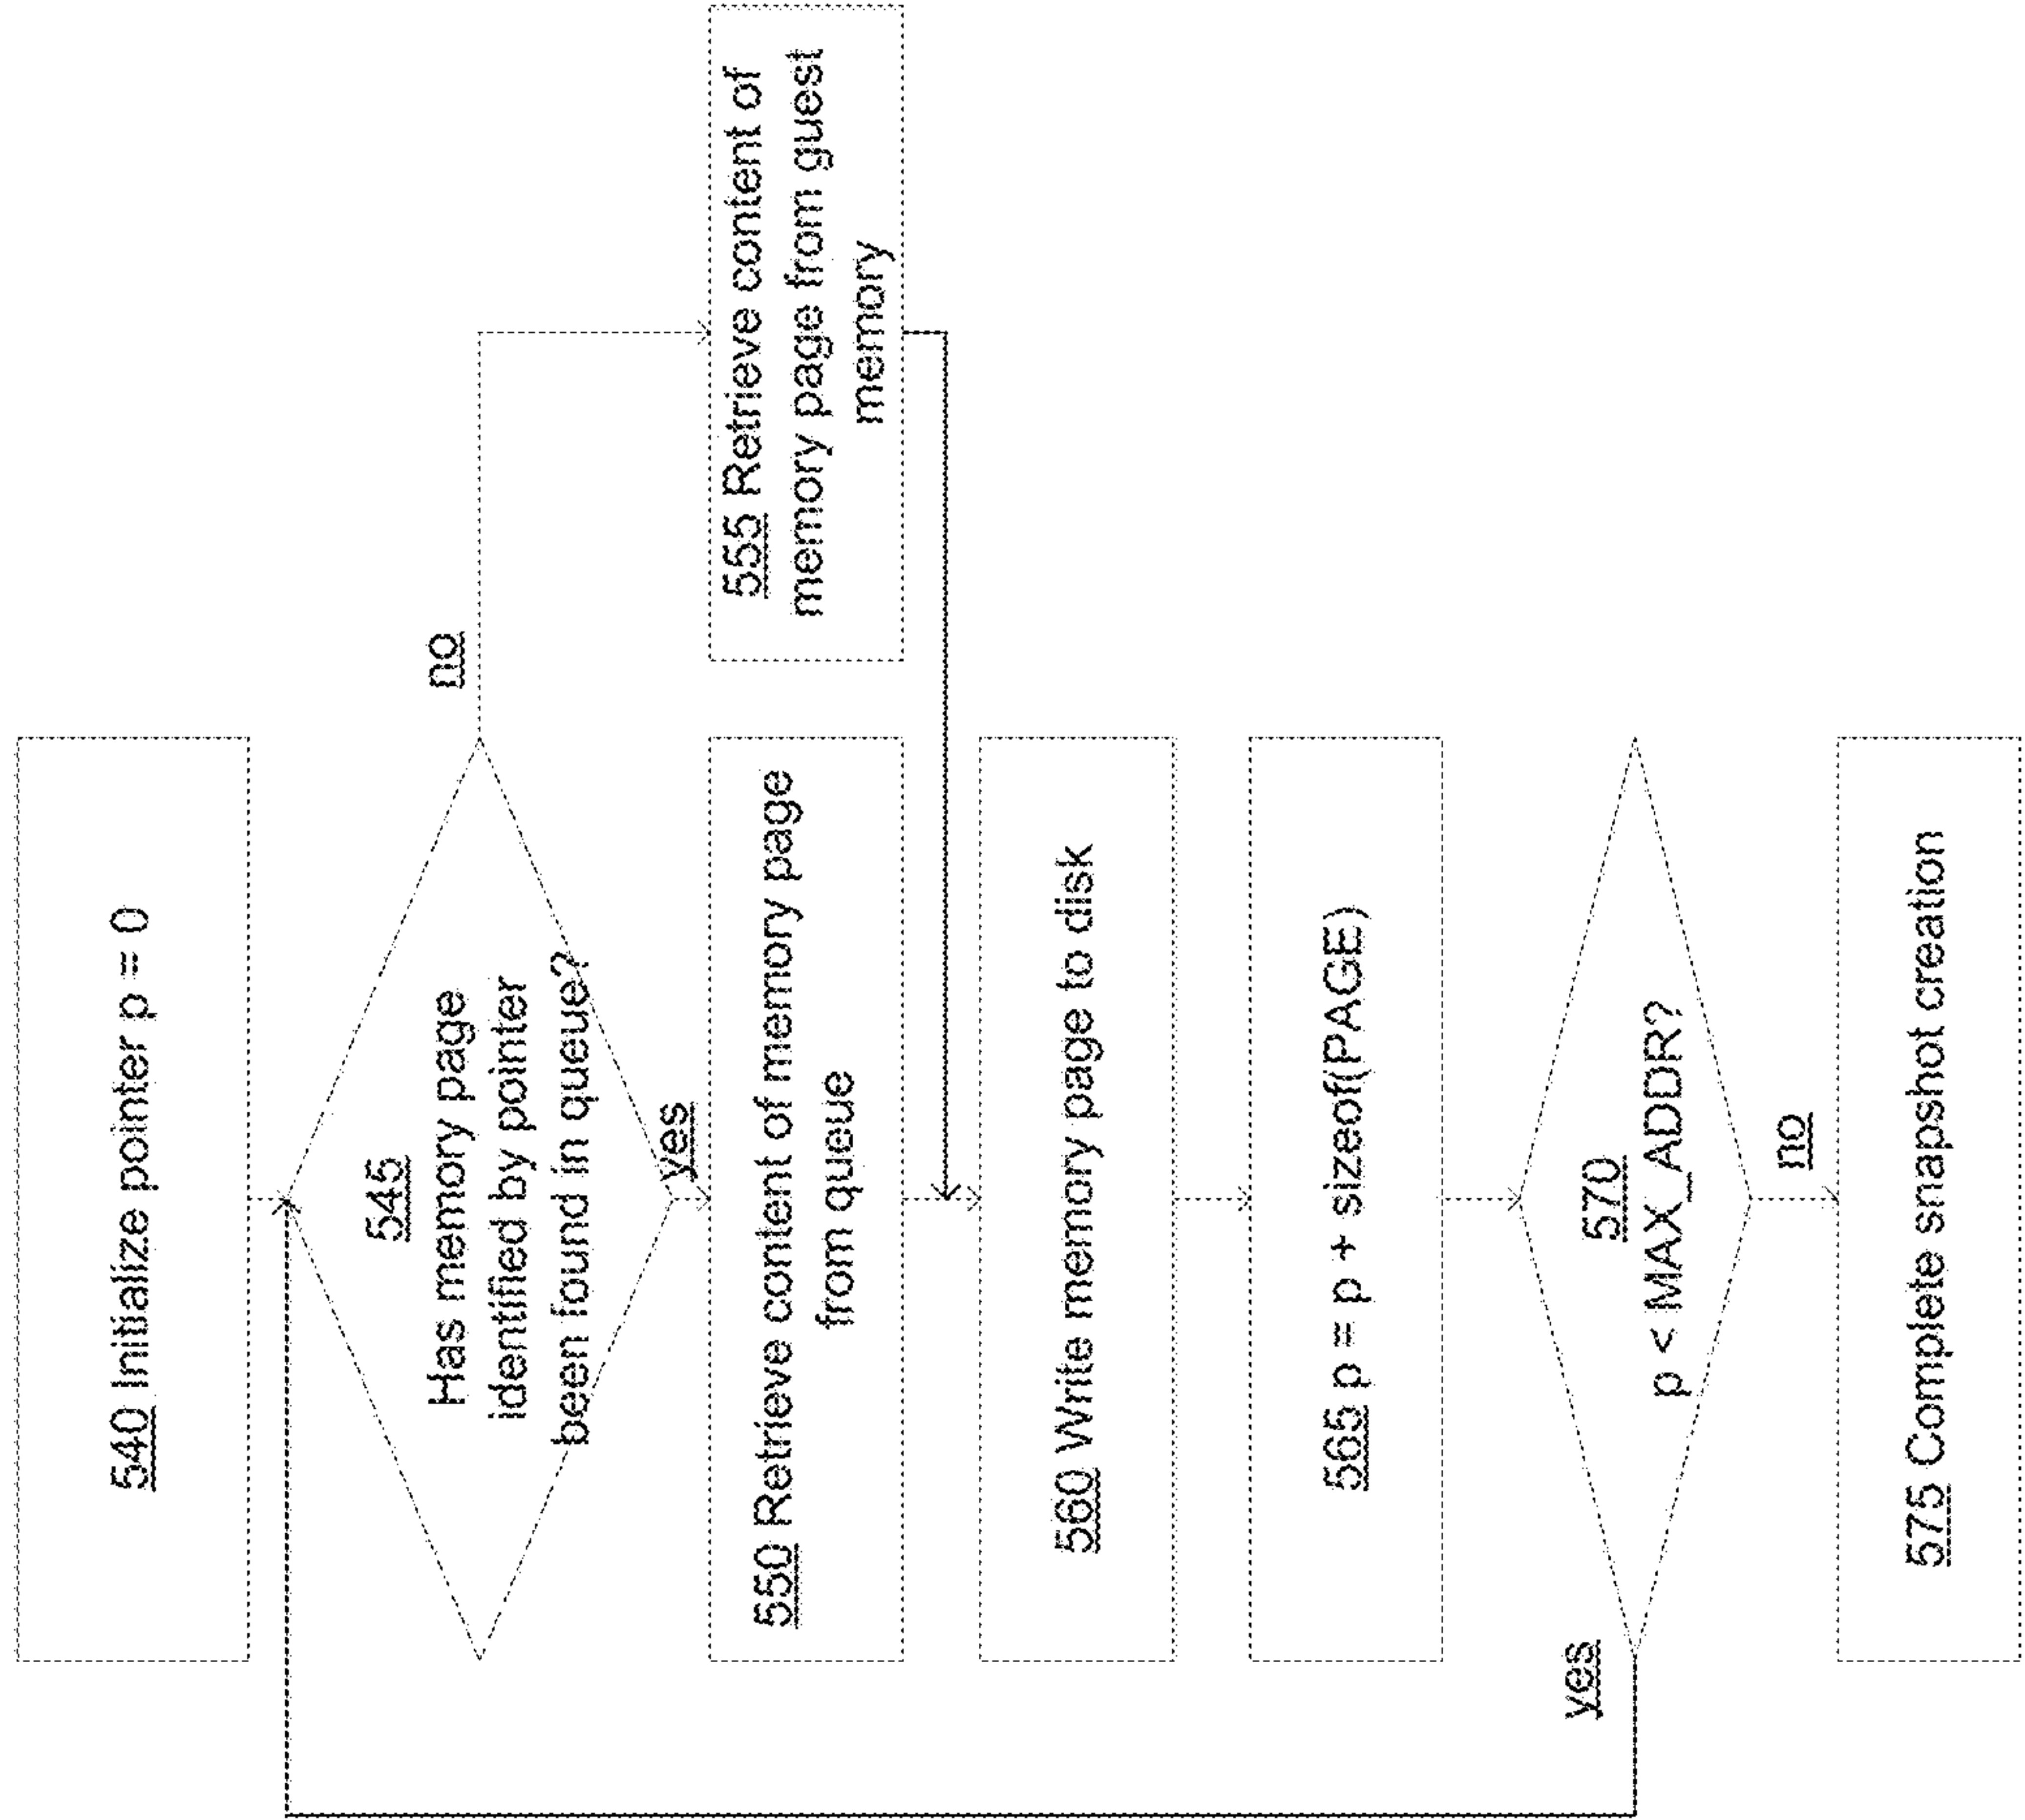 540 Initialize pointer p = 0
545
Has memory page
identified by pointer
been found in queue?
no
yes
550 Retrieve content of memory page
from queue
555 Retrieve content of
memory page from guest
memory
560 Write memory page to disk
565 p = p + sizeof(PAGE)
570
p < MAX_ADDR?
yes
no
575 Complete snapshot creation